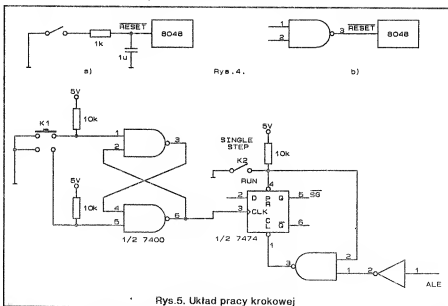 RESET
8048
1k
1u
a)
Rys.4.
1
2
3
RESET
8048
b)
5V
10k
K1
1
2
3
5V
10k
4
5
6
1/2 7400
5V
10k
SINGLE
STEP
K2
RUN
4
2
D
PR
Q
5
SG
3
CLK
CL
Q
6
1/2 7474
1
3
2
1
2
1
ALE
Rys.5. Układ pracy krokowej